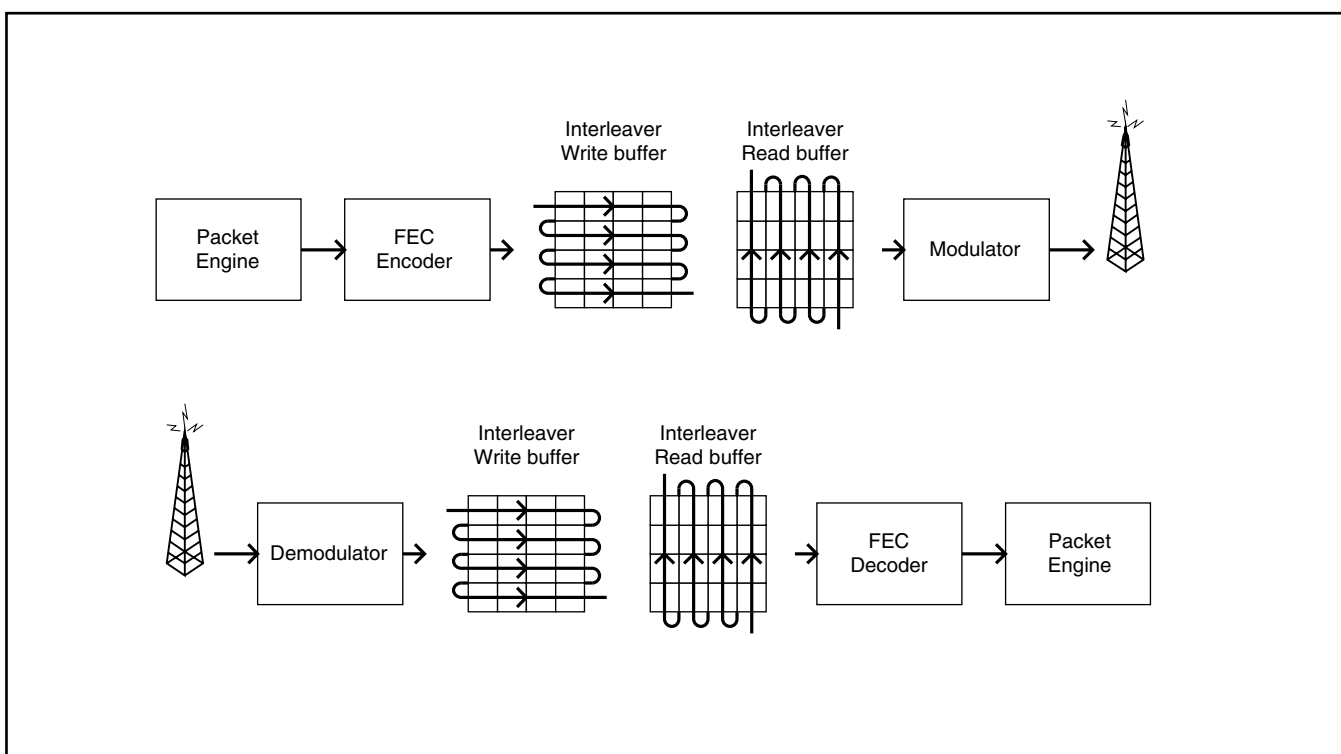 Interleaver
Write buffer
Interleaver
Read buffer
Packet
Engine
FEC
Encoder
Modulator
Interleaver
Write buffer
Interleaver
Read buffer
Demodulator
FEC
Decoder
Packet
Engine